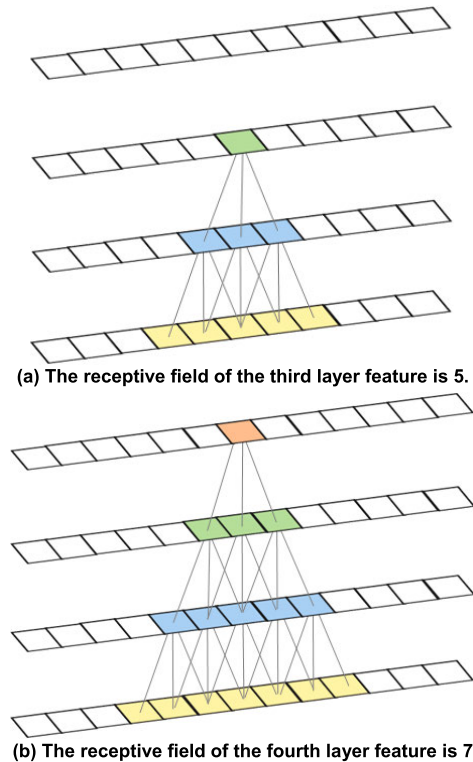 (a) The receptive field of the third layer feature is 5.
(b) The receptive field of the fourth layer feature is 7